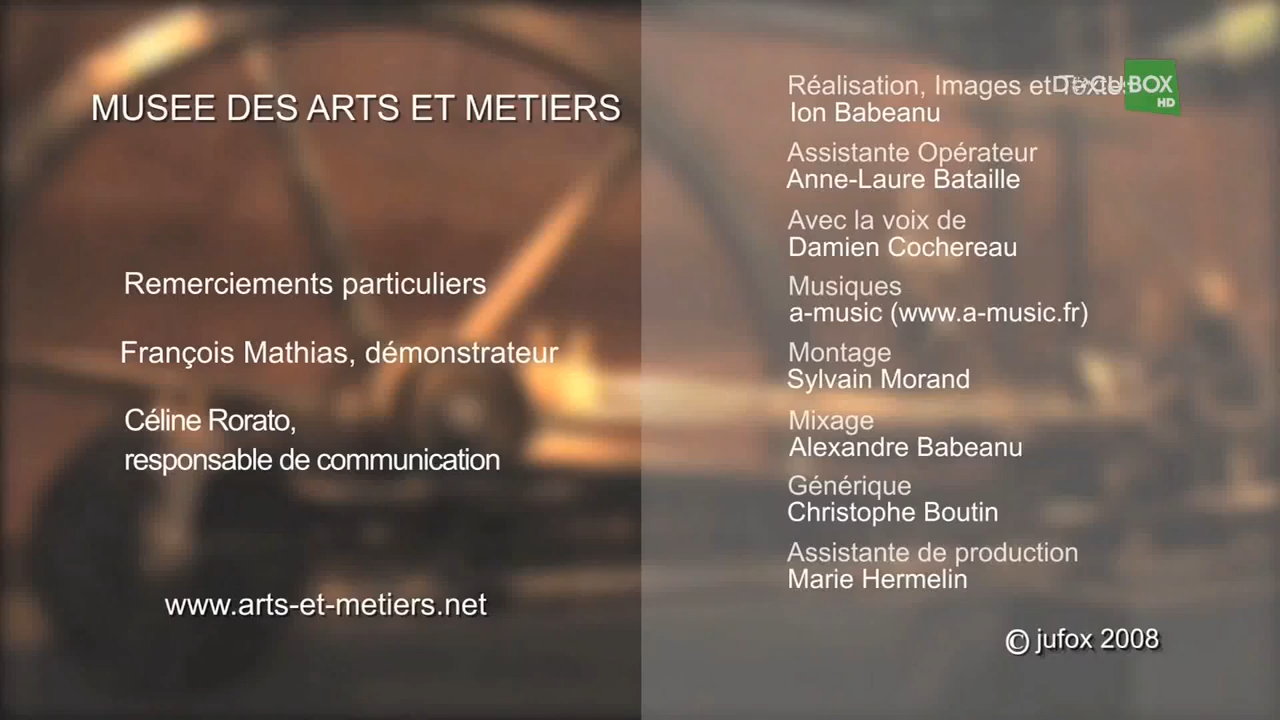 MUSEE DES ARTS ET METIERS
Remerciements particuliers
François Mathias, démonstrateur
Céline Rorato,
responsable de communication
www.arts-et-metiers.net
Réalisation, Images et Textes
Ion Babeanu
Assistante Opérateur
Anne-Laure Bataille
Avec la voix de
Damien Cochereau
Musiques
a-music (www.a-music.fr)
Montage
Sylvain Morand
Mixage
Alexandre Babeanu
Générique
Christophe Boutin
Assistante de production
Marie Hermelin
© jufox 2008
DOCUBOX
HD